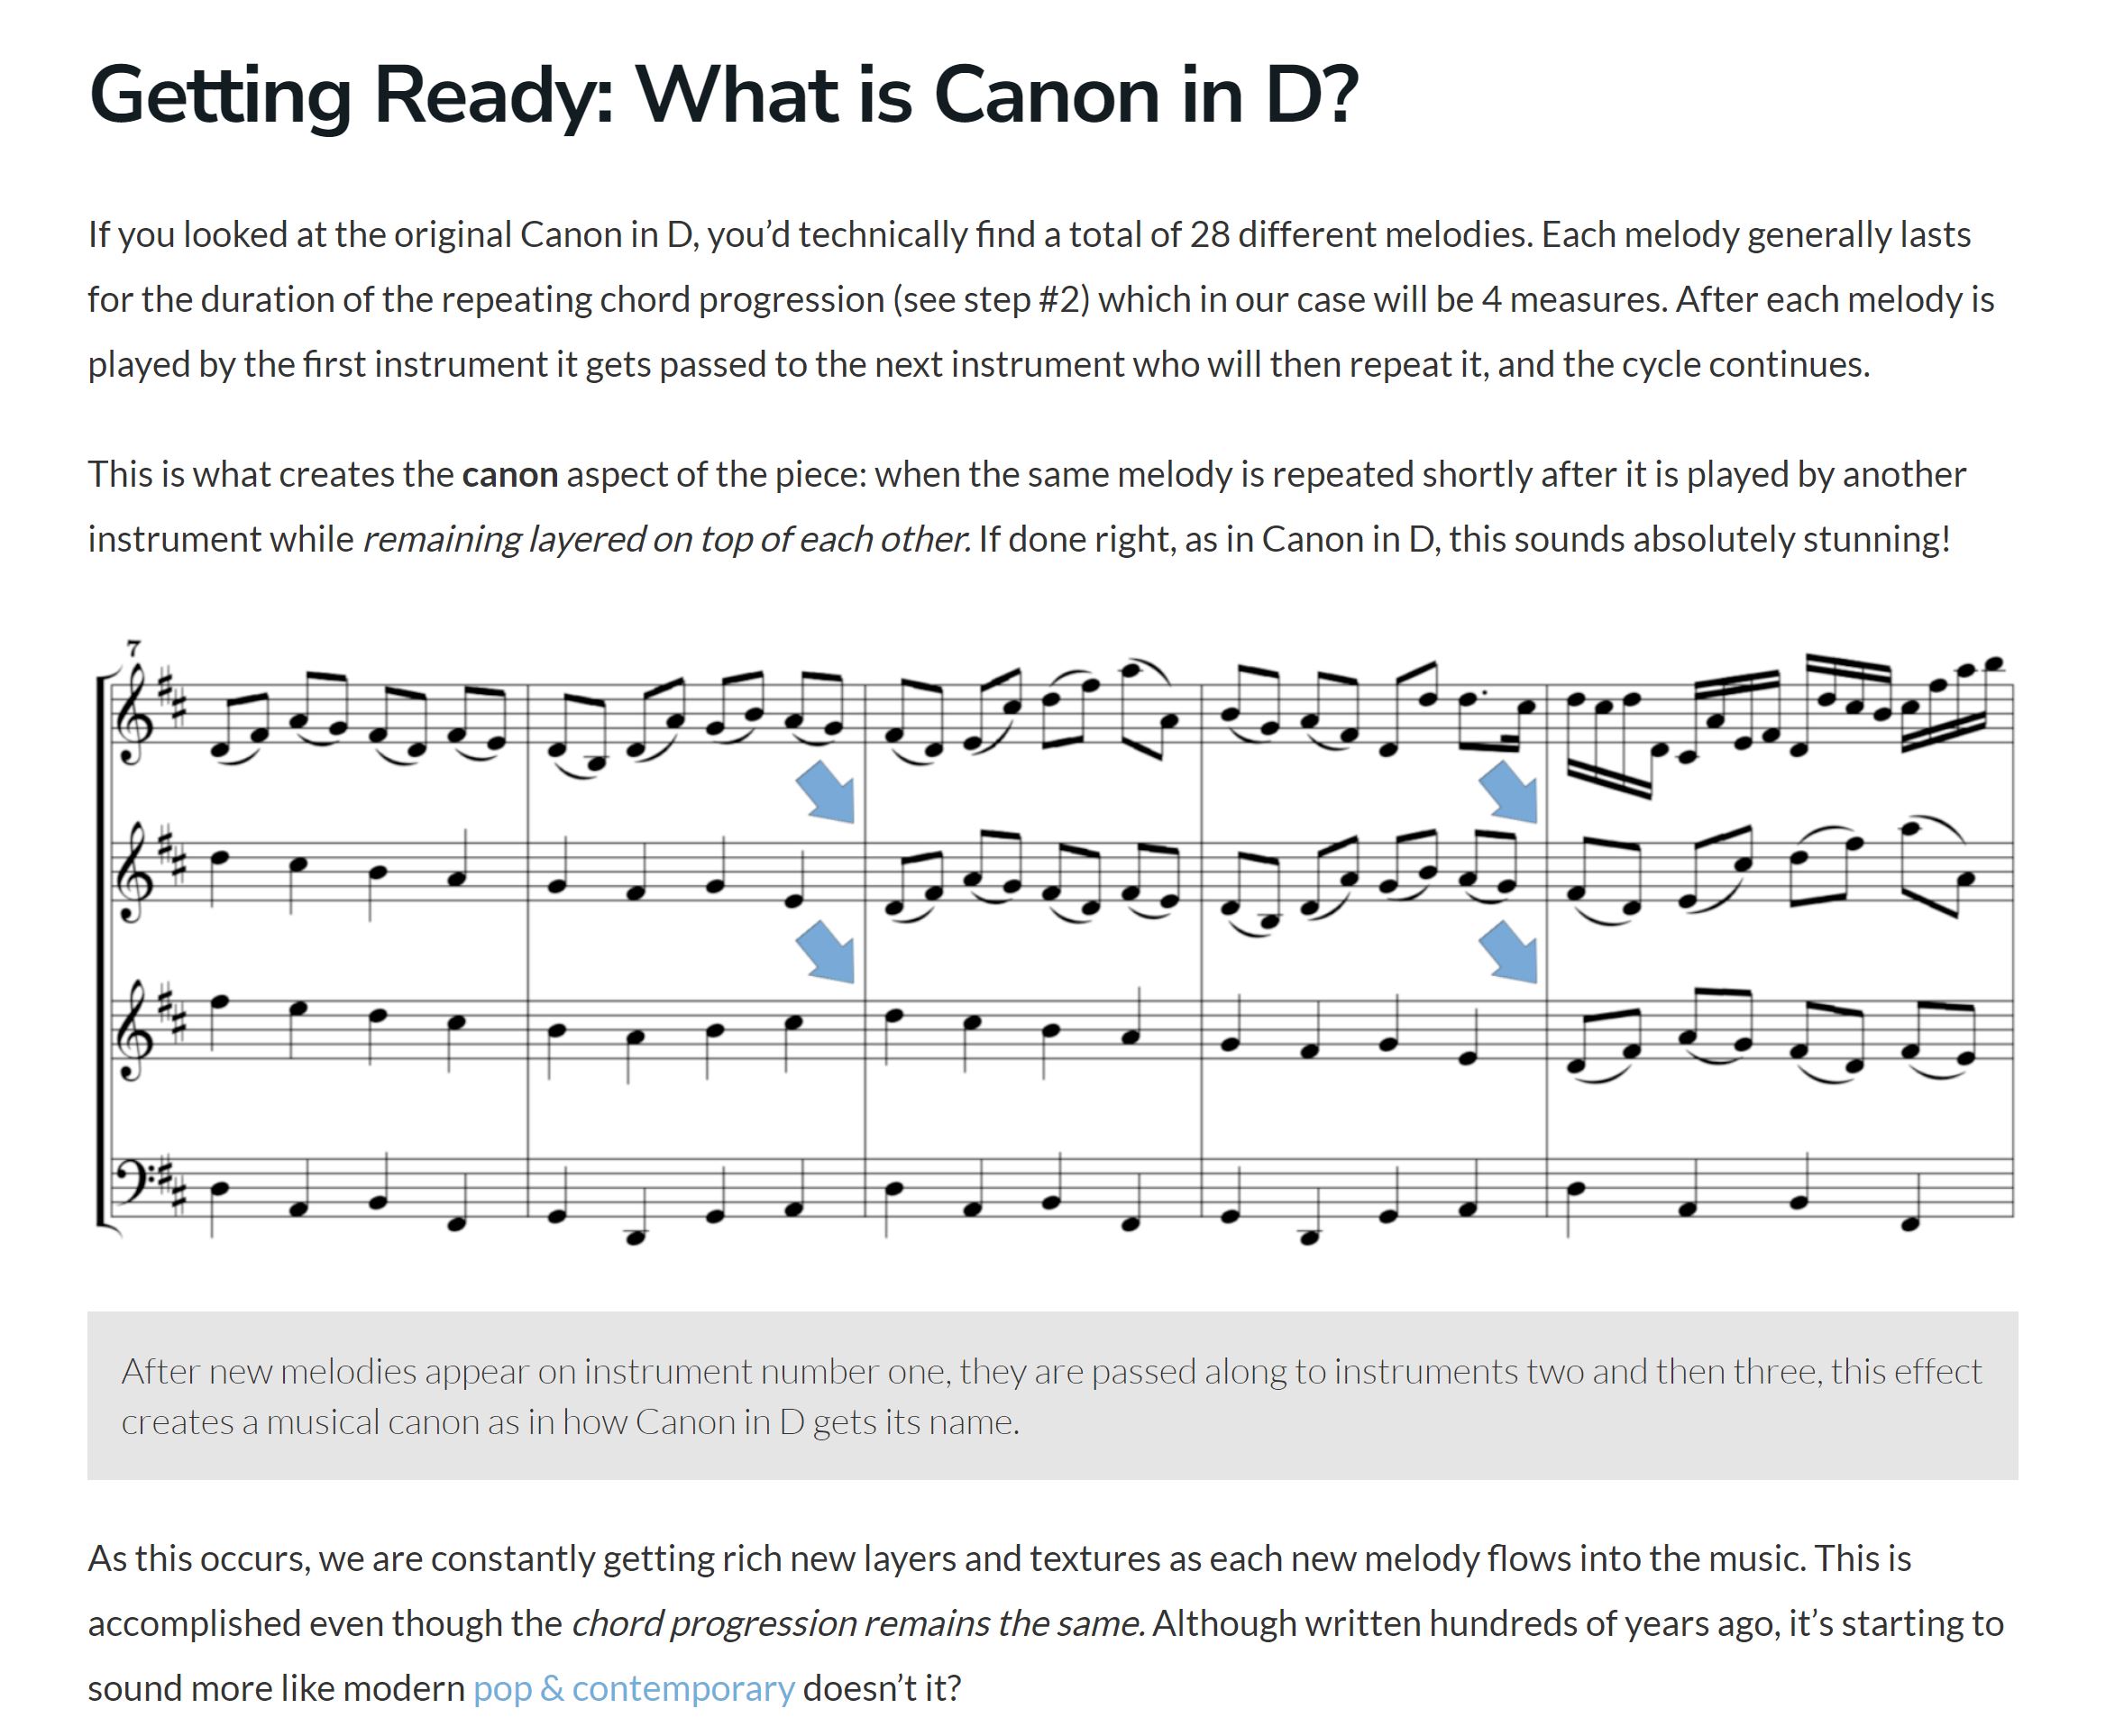 Getting Ready: What is Canon in D?
If you looked at the original Canon in D, you’d technically find a total of 28 different melodies. Each melody generally lasts
for the duration of the repeating chord progression (see step #2) which in our case will be 4 measures. After each melody is
played by the first instrument it gets passed to the next instrument who will then repeat it, and the cycle continues.
This is what creates the canon aspect of the piece: when the same melody is repeated shortly after it is played by another
instrument while remaining layered on top of each other. If done right, as in Canon in D, this sounds absolutely stunning!
7
After new melodies appear on instrument number one, they are passed along to instruments two and then three, this effect
creates a musical canon as in how Canon in D gets its name.
As this occurs, we are constantly getting rich new layers and textures as each new melody flows into the music. This is
accomplished even though the chord progression remains the same. Although written hundreds of years ago, it’s starting to
sound more like modern pop & contemporary doesn’t it?